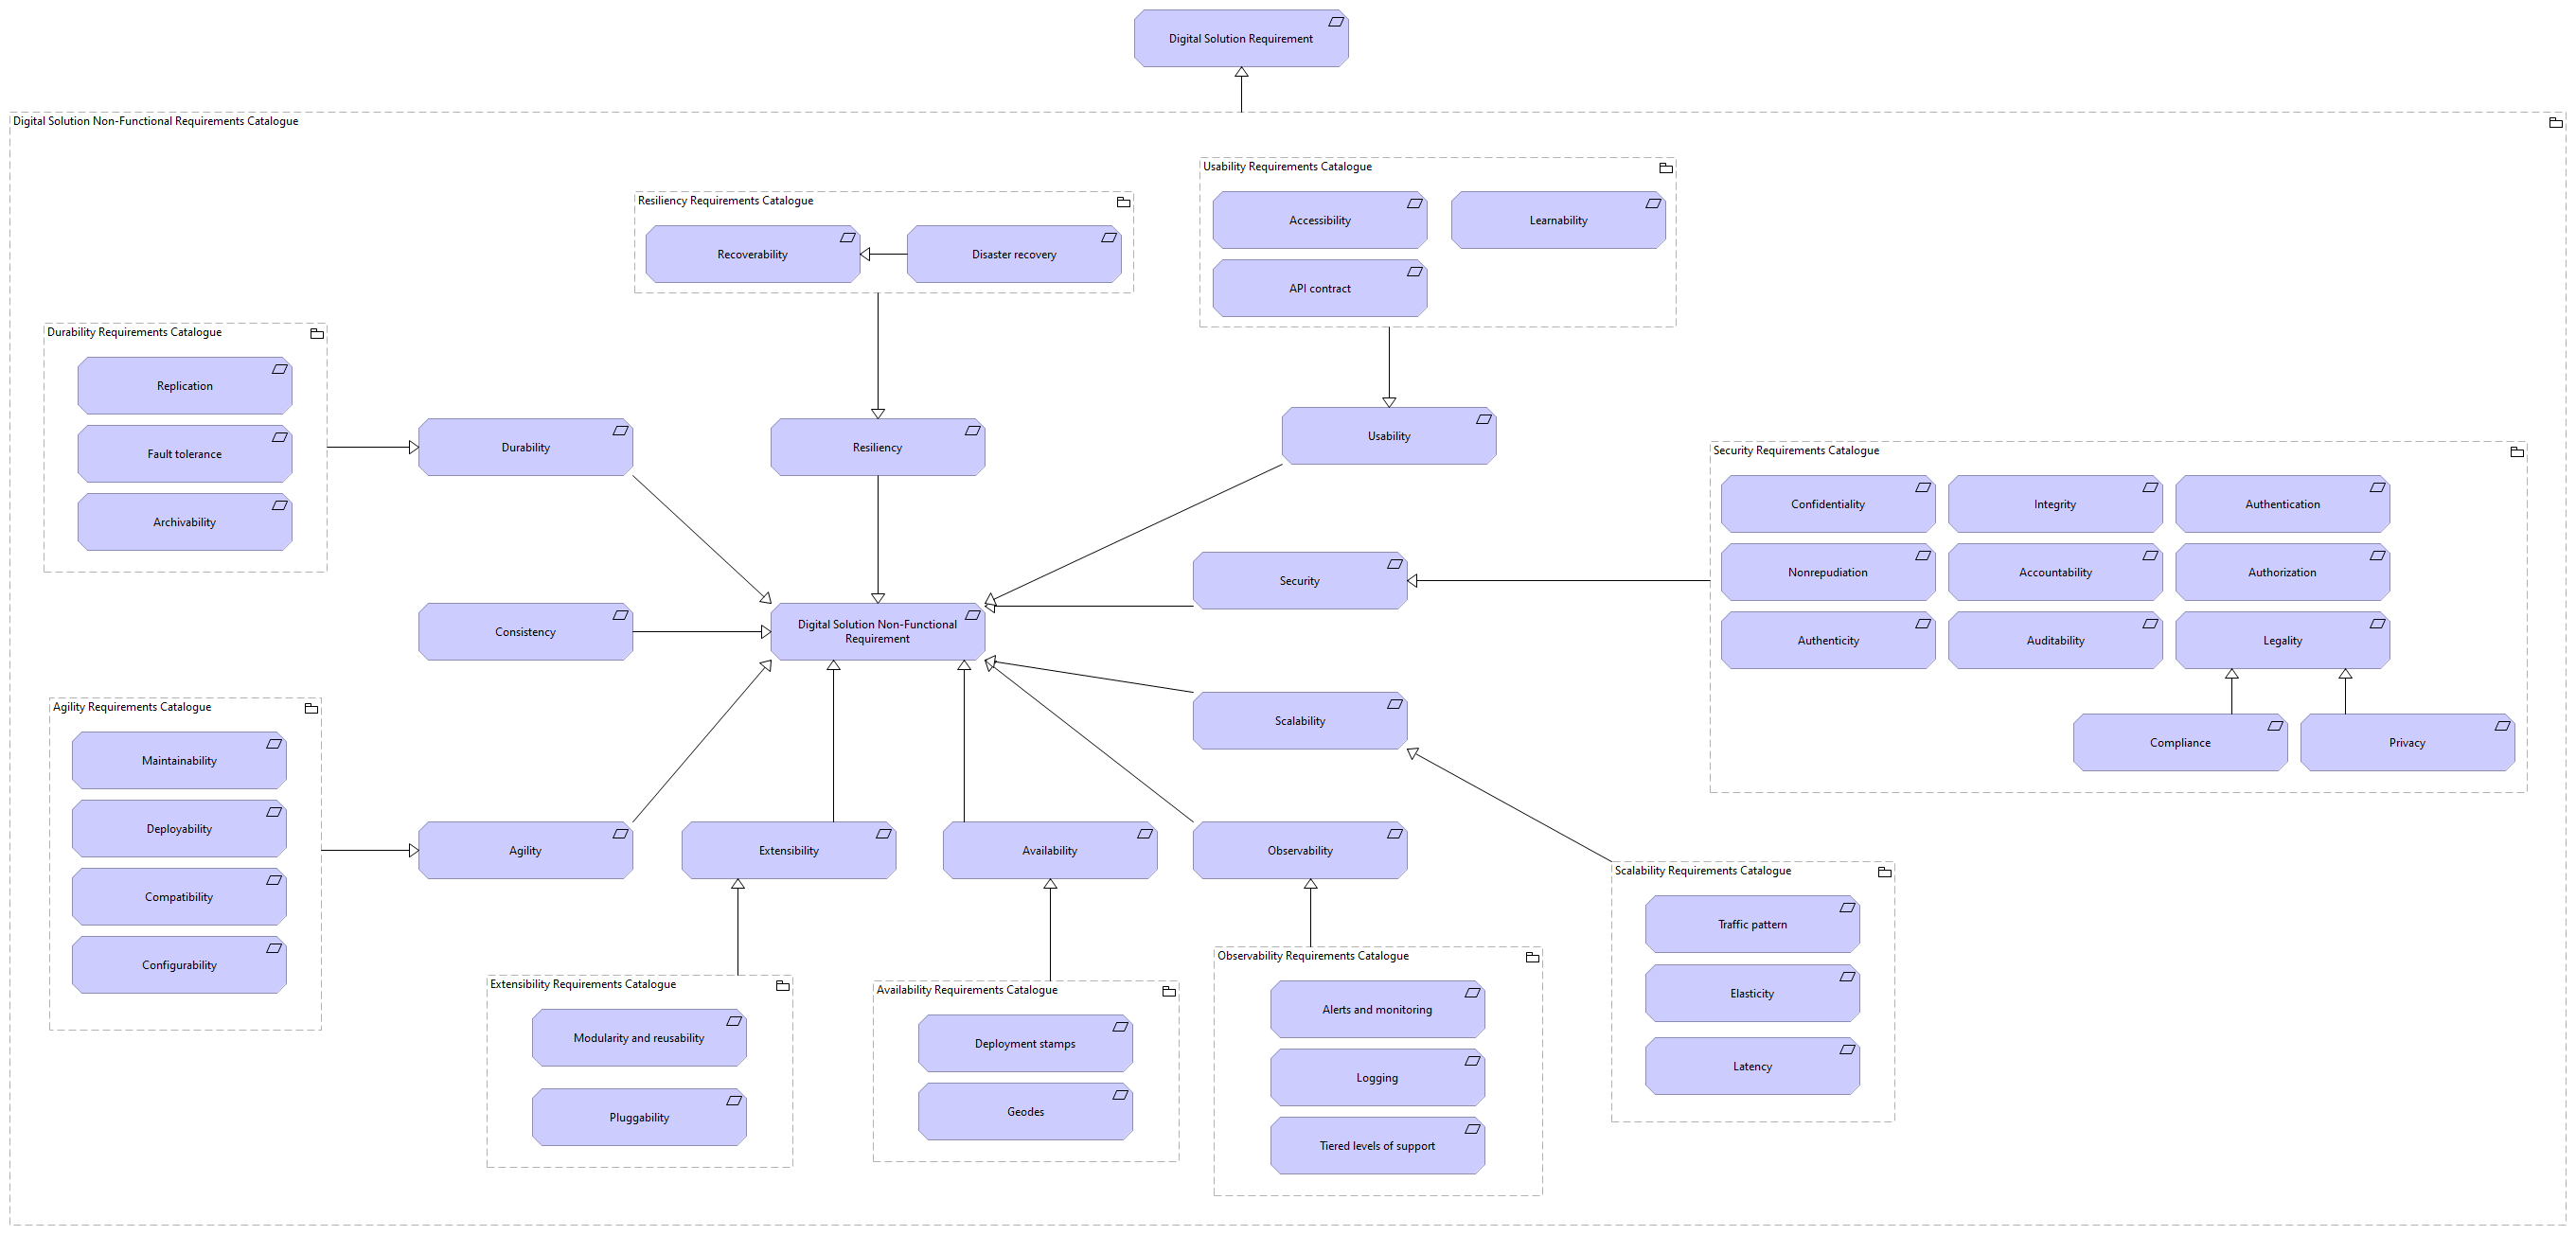 Digital Solution Requirement
Digital Solution Non-Functional Requirements Catalogue
Usability Requirements Catalogue
Accessibility
Learnability
API contract
Resiliency Requirements Catalogue
Recoverability
Disaster recovery
Durability Requirements Catalogue
Replication
Fault tolerance
Archivability
Durability
Resiliency
Usability
Security Requirements Catalogue
Confidentiality
Integrity
Authentication
Nonrepudiation
Accountability
Authorization
Authenticity
Auditability
Legality
Compliance
Privacy
Security
Consistency
Digital Solution Non-Functional
Requirement
Scalability
Agility Requirements Catalogue
Maintainability
Deployability
Compatibility
Configurability
Agility
Extensibility
Availability
Observability
Scalability Requirements Catalogue
Traffic pattern
Elasticity
Latency
Extensibility Requirements Catalogue
Modularity and reusability
Pluggability
Availability Requirements Catalogue
Deployment stamps
Geodes
Observability Requirements Catalogue
Alerts and monitoring
Logging
Tiered levels of support